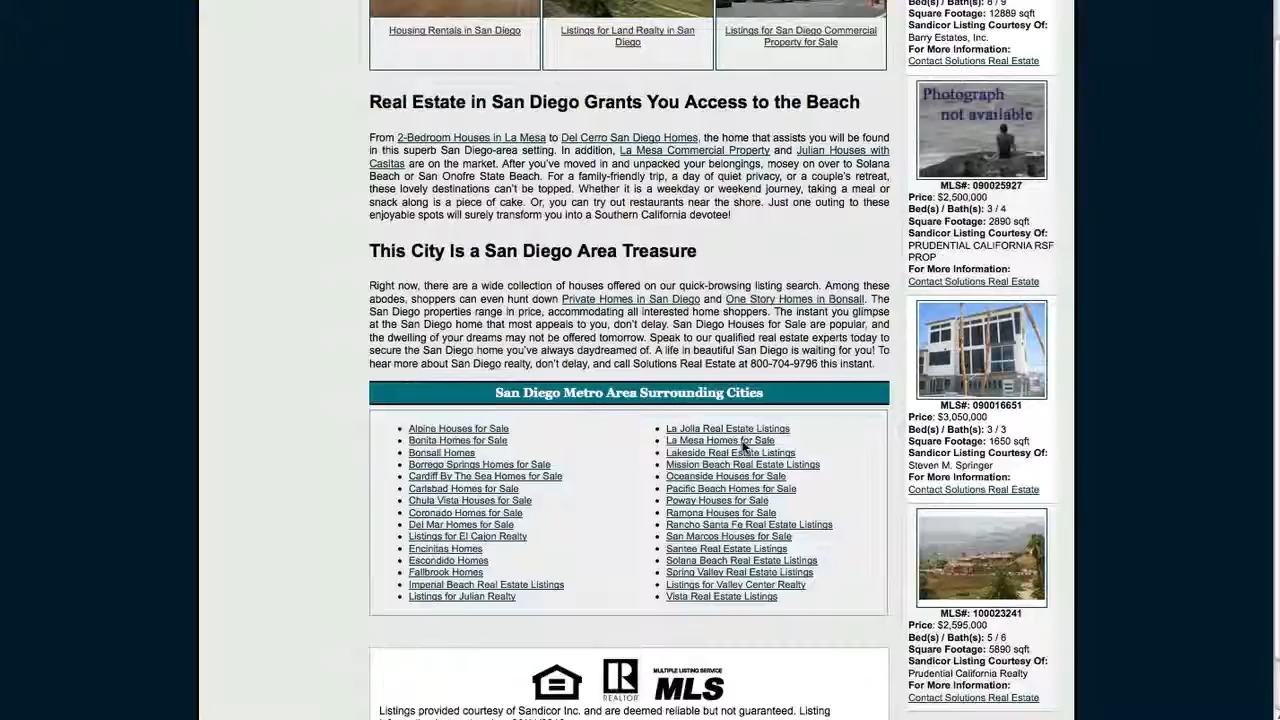 Housing Rentals in San Diego
Listings for Land Realty in San
Diego
Listings for San Diego Commercial
Property for Sale
Real Estate in San Diego Grants You Access to the Beach
From 2-Bedroom Houses in La Mesa to Del Cerro San Diego Homes, the home that assists you will be found
in this superb San Diego-area setting. In addition, La Mesa Commercial Property and Julian Houses with
Casitas are on the market. After you've moved in and unpacked your belongings, mosey on over to Solana
Beach or San Onofre State Beach. For a family-friendly trip, a day of quiet privacy, or a couple's retreat,
these lovely destinations can't be topped. Whether it is a weekday or weekend journey, taking a meal or
snack along is a piece of cake. Or, you can try out restaurants near the shore. Just one outing to these
enjoyable spots will surely transform you into a Southern California devotee!
This City Is a San Diego Area Treasure
Right now, there are a wide collection of houses offered on our quick-browsing listing search. Among these
abodes, shoppers can even hunt down Private Homes in San Diego and One Story Homes in Bonsall. The
San Diego properties range in price, accommodating all interested home shoppers. The instant you glimpse
at the San Diego home that most appeals to you, don't delay. San Diego Houses for Sale are popular, and
the dwelling of your dreams may not be offered tomorrow. Speak to our qualified real estate experts today to
secure the San Diego home you've always daydreamed of. A life in beautiful San Diego is waiting for you! To
hear more about San Diego realty, don't delay, and call Solutions Real Estate at 800-704-9796 this instant.
San Diego Metro Area Surrounding Cities
Alpine Houses for Sale
Bonita Homes for Sale
Bonsall Homes
Borrego Springs Homes for Sale
Cardiff By The Sea Homes for Sale
Carlsbad Homes for Sale
Chula Vista Houses for Sale
Coronado Homes for Sale
Del Mar Homes for Sale
Listings for El Cajon Realty
Encinitas Homes
Escondido Homes
Fallbrook Homes
Imperial Beach Real Estate Listings
Listings for Julian Realty
La Jolla Real Estate Listings
La Mesa Homes for Sale
Lakeside Real Estate Listings
Mission Beach Real Estate Listings
Oceanside Houses for Sale
Pacific Beach Homes for Sale
Poway Houses for Sale
Ramona Houses for Sale
Rancho Santa Fe Real Estate Listings
San Marcos Houses for Sale
Santee Real Estate Listings
Solana Beach Real Estate Listings
Spring Valley Real Estate Listings
Listings for Valley Center Realty
Vista Real Estate Listings
R
REALTOR
MULTIPLE LISTING SERVICE
MLS
Listings provided courtesy of Sandicor Inc. and are deemed reliable but not guaranteed. Listing
Bed(s) / Bath(s): 8 / 9
Square Footage: 12889 sqft
Sandicor Listing Courtesy Of:
Barry Estates, Inc.
For More Information:
Contact Solutions Real Estate
Photograph
not available
MLS#: 090025927
Price: $2,500,000
Bed(s) / Bath(s): 3 / 4
Square Footage: 2890 sqft
Sandicor Listing Courtesy Of:
PRUDENTIAL CALIFORNIA RSF
PROP
For More Information:
Contact Solutions Real Estate
MLS#: 090016651
Price: $3,050,000
Bed(s) / Bath(s): 3 / 3
Square Footage: 1650 sqft
Sandicor Listing Courtesy Of:
Steven M. Springer
For More Information:
Contact Solutions Real Estate
MLS#: 100023241
Price: $2,595,000
Bed(s) / Bath(s): 5 / 6
Square Footage: 5890 sqft
Sandicor Listing Courtesy Of:
Prudential California Realty
For More Information:
Contact Solutions Real Estate